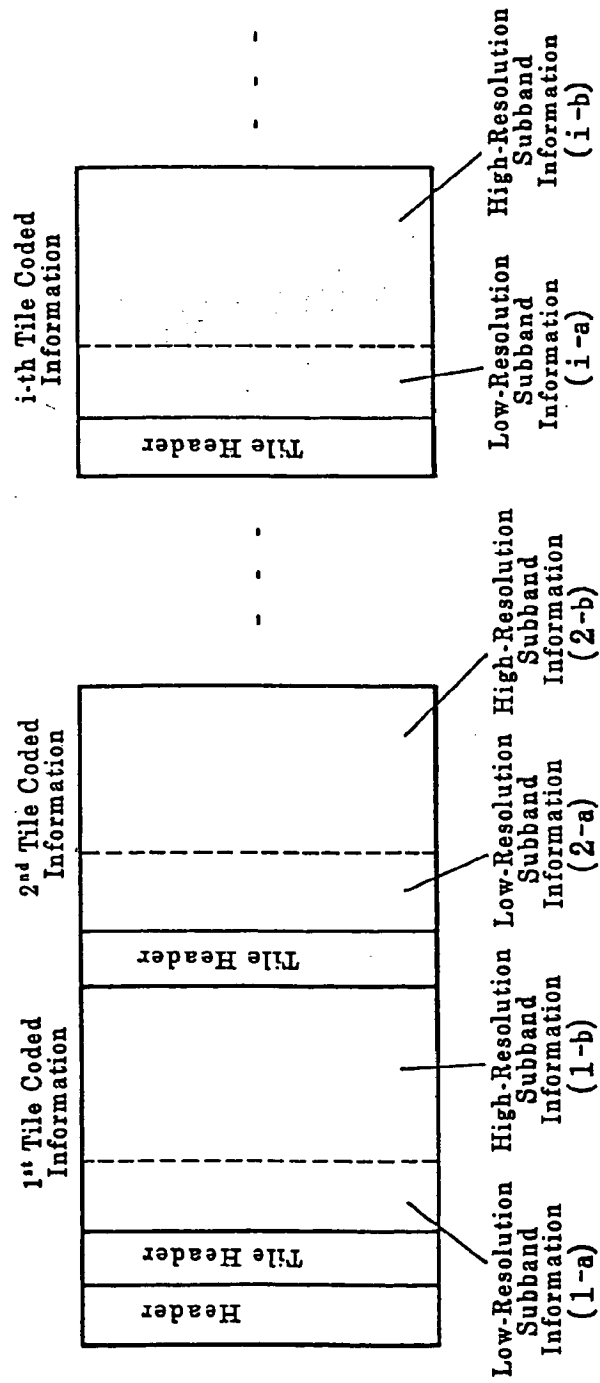 1st Tile Coded
Information
2nd Tile Coded
Information
i-th Tile Coded
Information
Header
Tile Header
Tile Header
Tile Header
Low-Resolution
Subband
Information
(1-a)
High-Resolution
Subband
Information
(1-b)
Low-Resolution
Subband
Information
(2-a)
High-Resolution
Subband
Information
(2-b)
Low-Resolution
Subband
Information
(i-a)
High-Resolution
Subband
Information
(i-b)